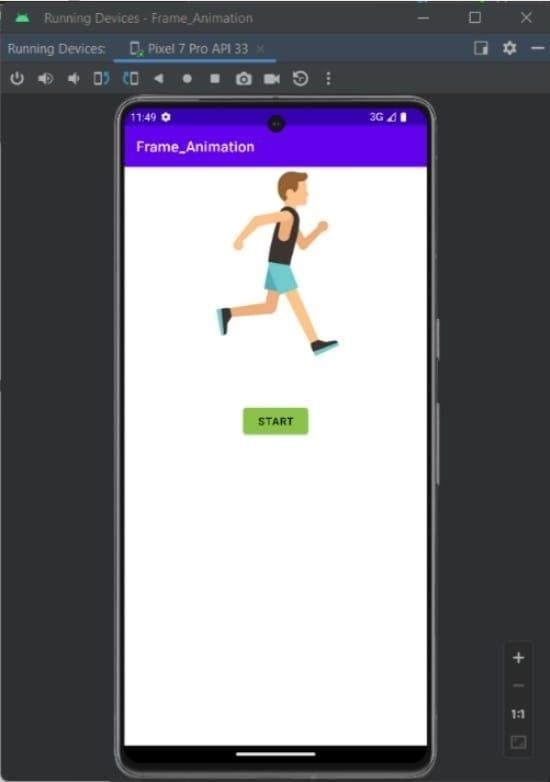 Running Devices - Frame_Animation
Running Devices:
Pixel 7 Pro API 33
11:49
3G
Frame_Animation
START
1:1